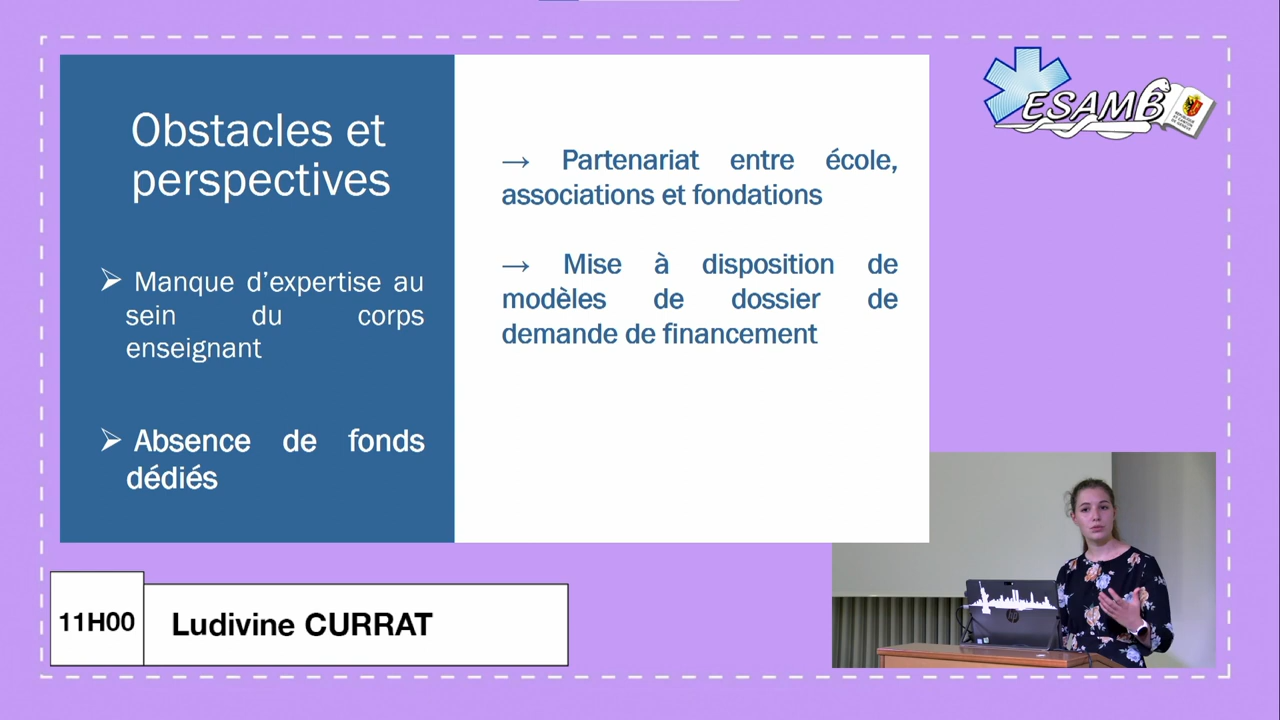 Obstacles et
perspectives
➢ Manque d’expertise au
sein du corps
enseignant
➢ Absence de fonds
dédiés
→ Partenariat entre école,
associations et fondations
→ Mise à disposition de
modèles de dossier de
demande de financement
ESAMB
11H00
Ludivine CURRAT
hp